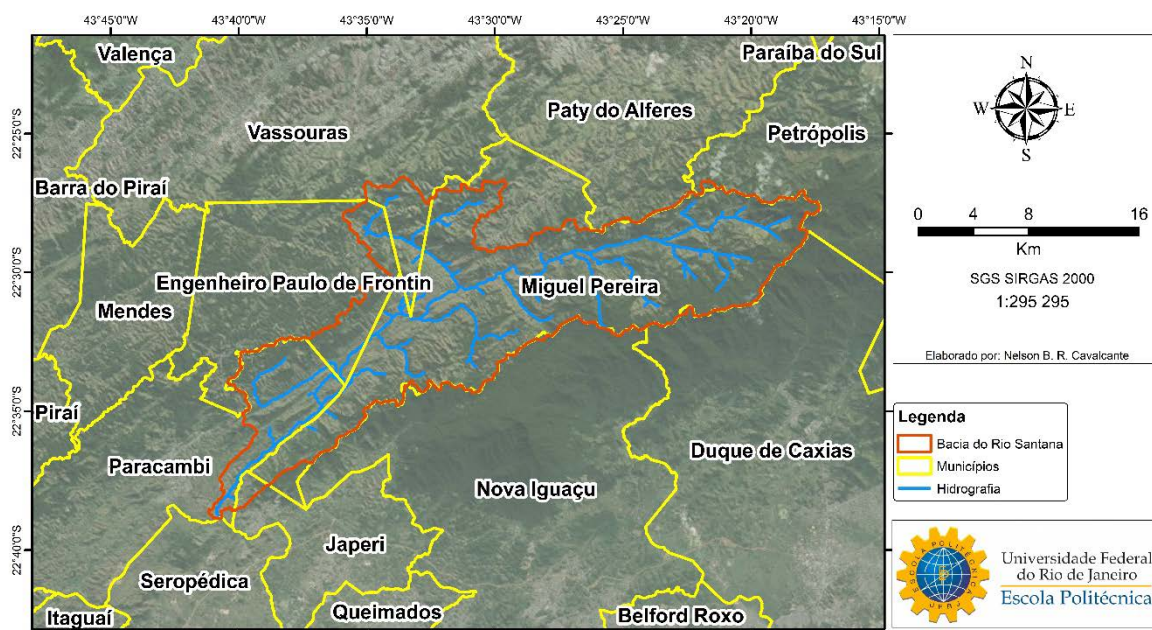 43°45'0"W
43°40'0"W
43°35'0"W
43°30'0"W
43°25'0"W
43°20'0"W
43°15'0"W
22°25'0"S
22°30'0"S
22°35'0"S
22°40'0"S
Valença
Paraíba do Sul
Vassouras
Paty do Alferes
Petrópolis
Barra do Piraí
Engenheiro Paulo de Frontin
Miguel Pereira
Mendes
Piraí
Paracambi
Duque de Caxias
Nova Iguaçu
Japeri
Seropédica
Itaguaí
Queimados
Belford Roxo
N
W E
S
0 4 8 16
Km
SGS SIRGAS 2000
1:295 295
Elaborado por: Nelson B. R. Cavalcante
Legenda
Bacia do Rio Santana
Municípios
Hidrografia
ESCOLA POLITÉCNICA
UFRJ
Universidade Federal
do Rio de Janeiro
Escola Politécnica